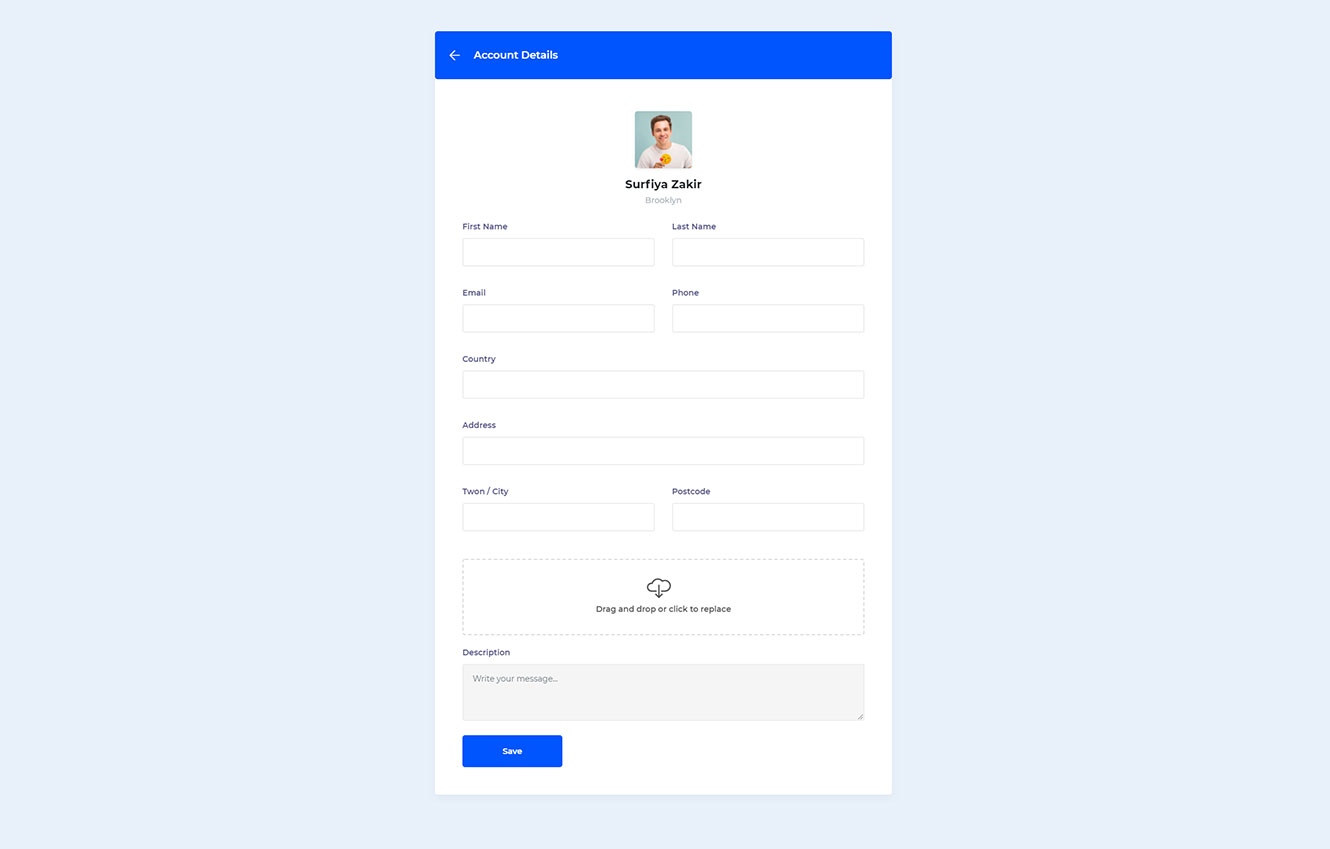 Account Details
Surfiya Zakir
Brooklyn
First Name
Last Name
Email
Phone
Country
Address
Twon / City
Postcode
Drag and drop or click to replace
Description
Write your message...
Save